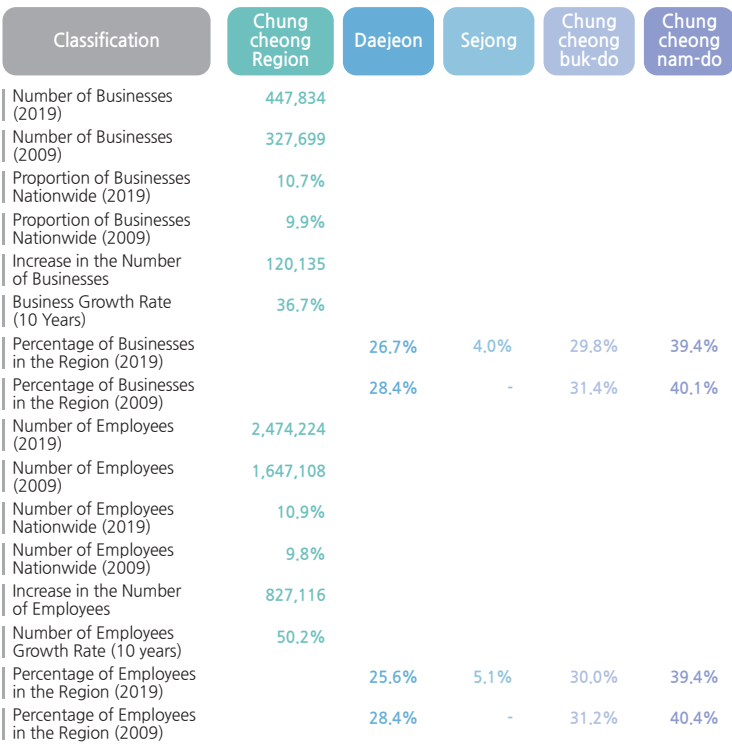 Classification
Chung
cheong
Region
Daejeon
Sejong
Chung
cheong
buk-do
Chung
cheong
nam-do
Number of Businesses
(2019)
447,834
Number of Businesses
(2009)
327,699
Proportion of Businesses
Nationwide (2019)
10.7%
Proportion of Businesses
Nationwide (2009)
9.9%
Increase in the Number
of Businesses
120,135
Business Growth Rate
(10 Years)
36.7%
Percentage of Businesses
in the Region (2019)
26.7% 4.0% 29.8% 39.4%
Percentage of Businesses
in the Region (2009)
28.4% - 31.4% 40.1%
Number of Employees
(2019)
2,474,224
Number of Employees
(2009)
1,647,108
Number of Employees
Nationwide (2019)
10.9%
Number of Employees
Nationwide (2009)
9.8%
Increase in the Number
of Employees
827,116
Number of Employees
Growth Rate (10 years)
50.2%
Percentage of Employees
in the Region (2019)
25.6% 5.1% 30.0% 39.4%
Percentage of Employees
in the Region (2009)
28.4% - 31.2% 40.4%